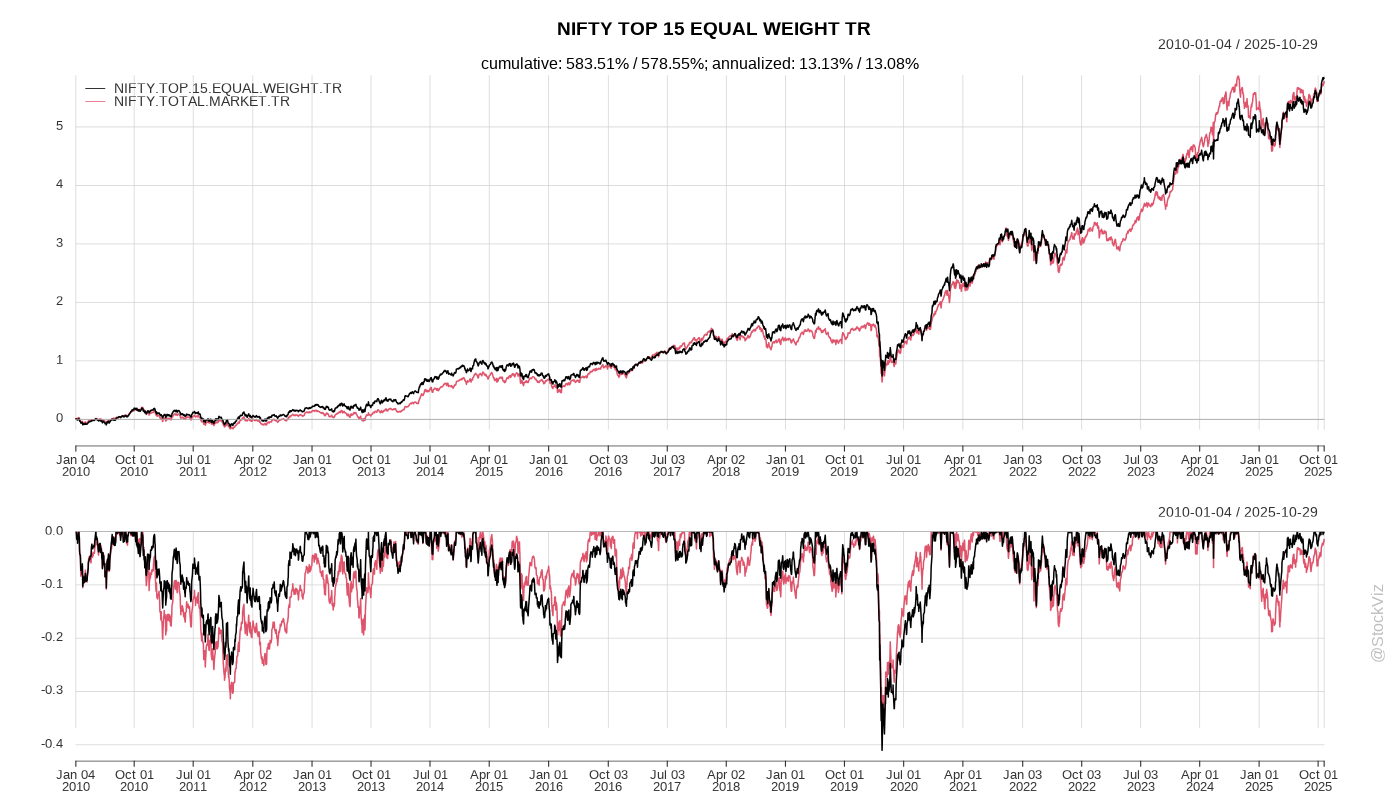 NIFTY TOP 15 EQUAL WEIGHT TR
2010-01-04 / 2025-10-29
cumulative: 583.51% / 578.55%; annualized: 13.13% / 13.08%
NIFTY.TOP.15.EQUAL.WEIGHT.TR
NIFTY.TOTAL.MARKET.TR
5
4
3
2
1
0
Jan 04 Oct 01 Jul 01 Apr 02 Jan 01 Oct 01 Jul 01 Apr 01 Jan 01 Oct 03 Jul 03 Apr 02 Jan 01 Oct 01 Jul 01 Apr 01 Jan 03 Oct 03 Jul 03 Apr 01 Jan 01 Oct 01
2010 2010 2011 2012 2013 2013 2014 2015 2016 2016 2017 2018 2019 2019 2020 2021 2022 2022 2023 2024 2025 2025
2010-01-04 / 2025-10-29
0.0
-0.1
-0.2
-0.3
-0.4
Jan 04 Oct 01 Jul 01 Apr 02 Jan 01 Oct 01 Jul 01 Apr 01 Jan 01 Oct 03 Jul 03 Apr 02 Jan 01 Oct 01 Jul 01 Apr 01 Jan 03 Oct 03 Jul 03 Apr 01 Jan 01 Oct 01
2010 2010 2011 2012 2013 2013 2014 2015 2016 2016 2017 2018 2019 2019 2020 2021 2022 2022 2023 2024 2025 2025
@StockViz